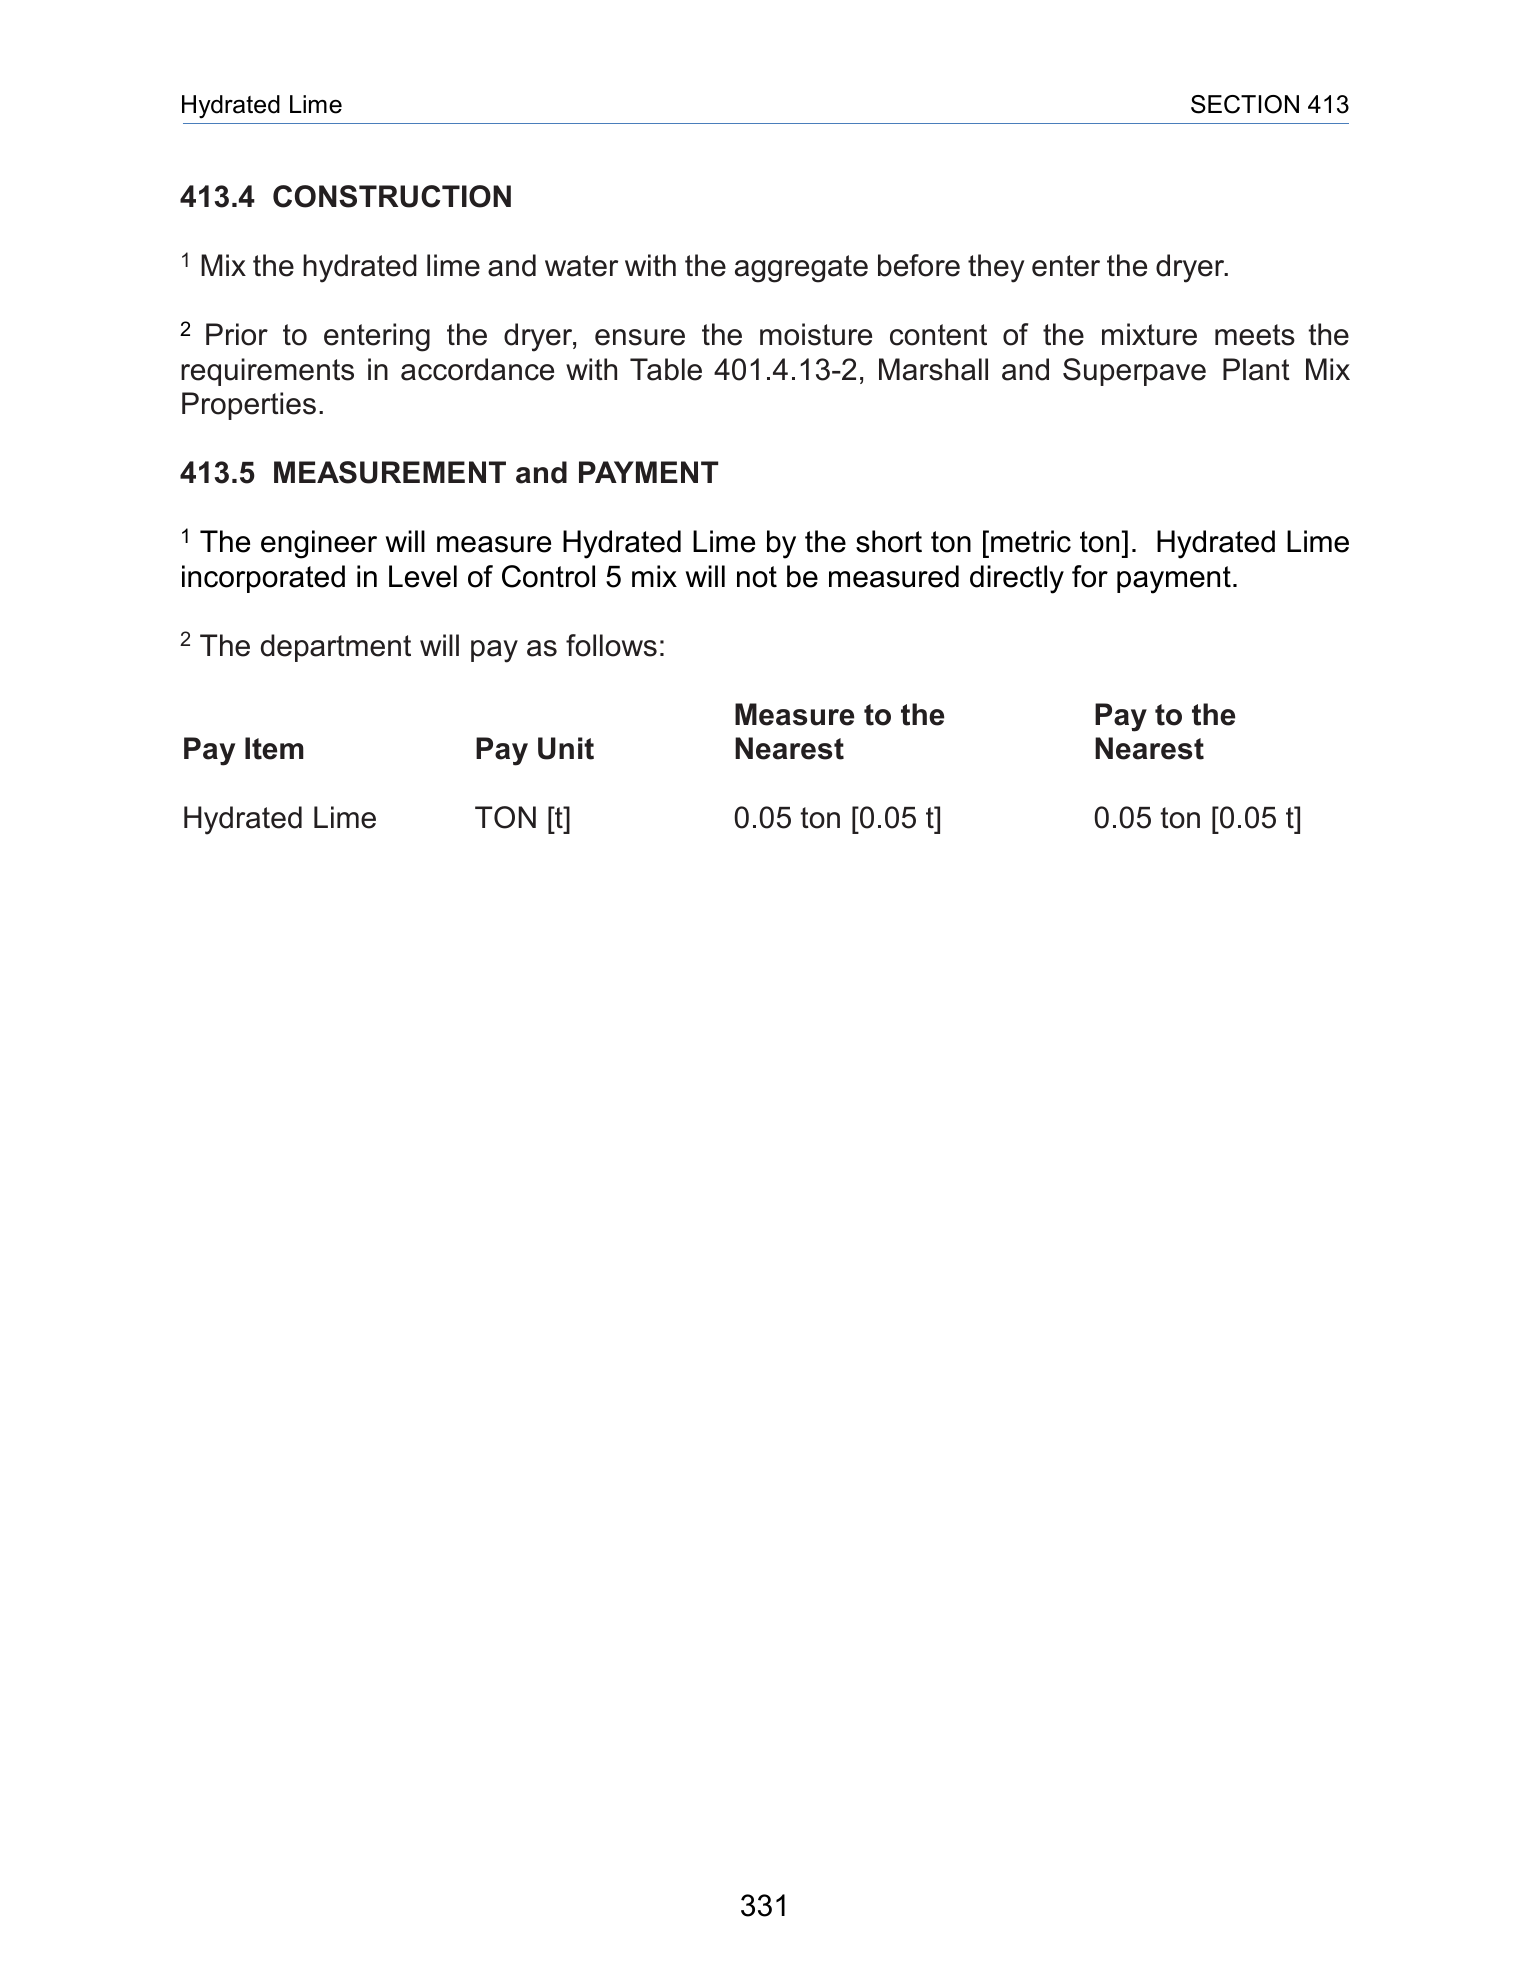 Hydrated Lime SECTION 413
413.4 CONSTRUCTION
1 Mix the hydrated lime and water with the aggregate before they enter the dryer.
2 Prior to entering the dryer, ensure the moisture content of the mixture meets the
requirements in accordance with Table 401.4.13-2, Marshall and Superpave Plant Mix
Properties.
413.5 MEASUREMENT and PAYMENT
1 The engineer will measure Hydrated Lime by the short ton [metric ton]. Hydrated Lime
incorporated in Level of Control 5 mix will not be measured directly for payment.
2 The department will pay as follows:
Measure to the Pay to the
Pay Item Pay Unit Nearest Nearest
Hydrated Lime TON [t] 0.05 ton [0.05 t] 0.05 ton [0.05 t]
331